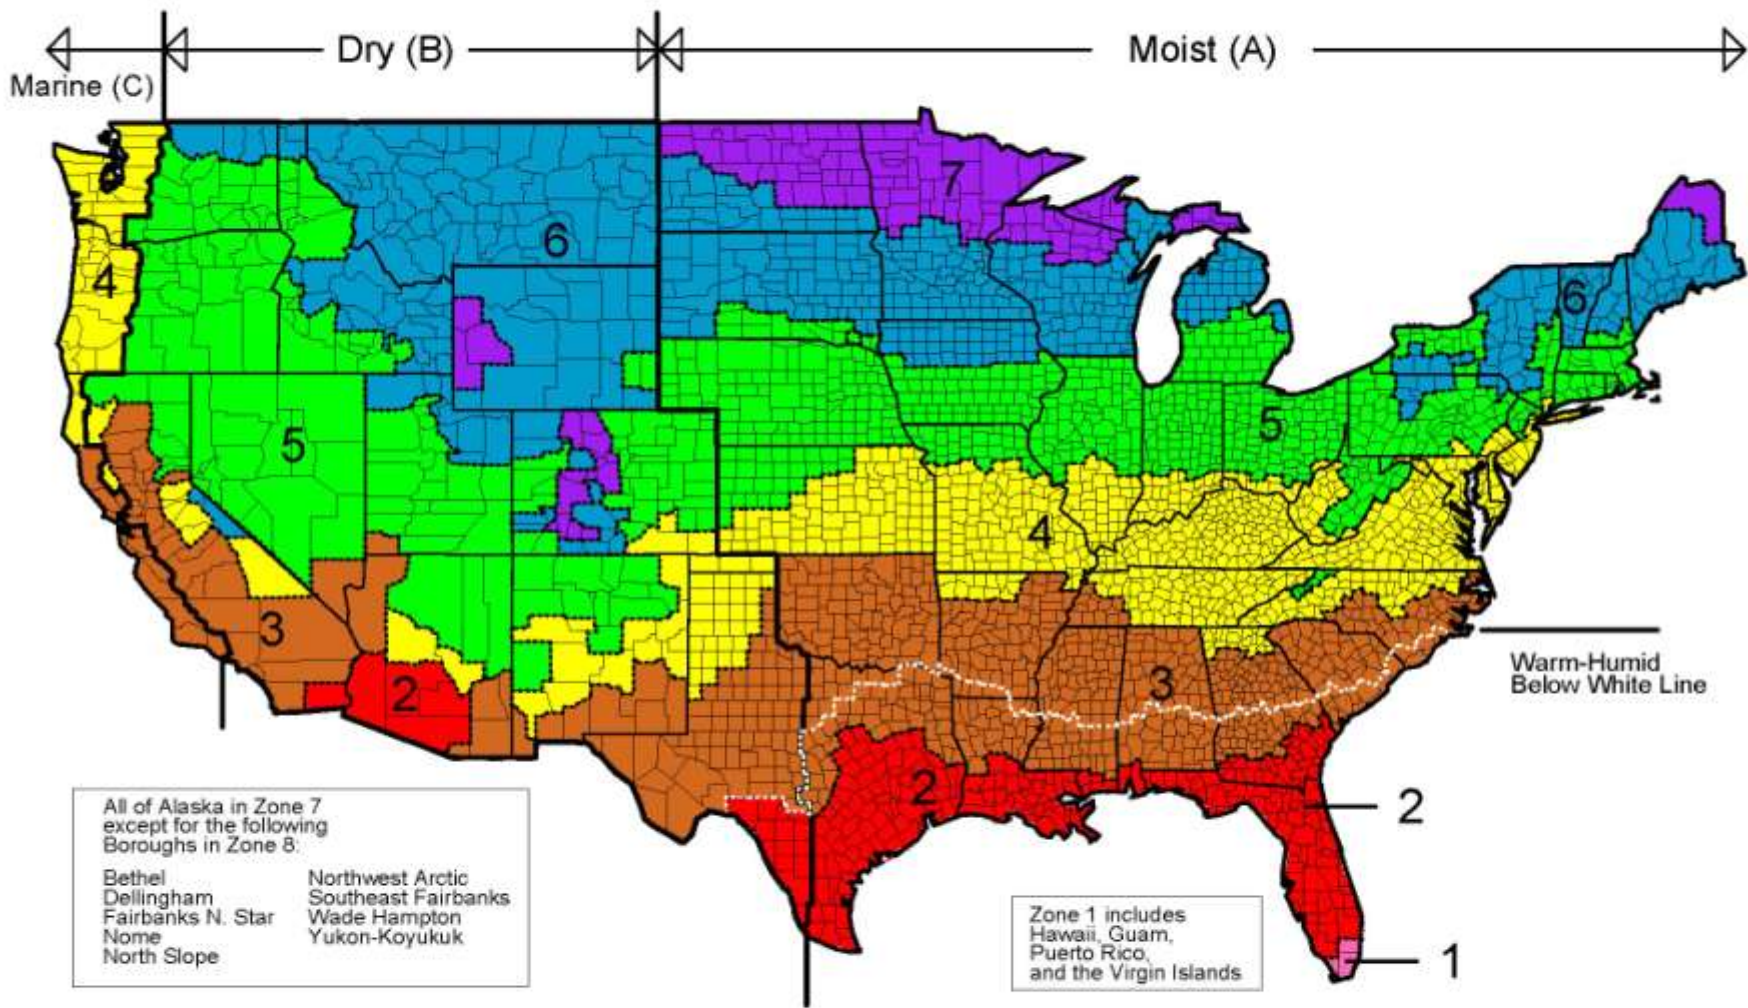 Marine (C)
Dry (B)
Moist (A)
7
6
6
4
5
5
4
3
3
2
2
2
1
Warm-Humid
Below White Line
All of Alaska in Zone 7
except for the following
Boroughs in Zone 8:
Bethel
Dellingham
Fairbanks N. Star
Nome
North Slope
Northwest Arctic
Southeast Fairbanks
Wade Hampton
Yukon-Koyukuk
Zone 1 includes
Hawaii, Guam,
Puerto Rico,
and the Virgin Islands